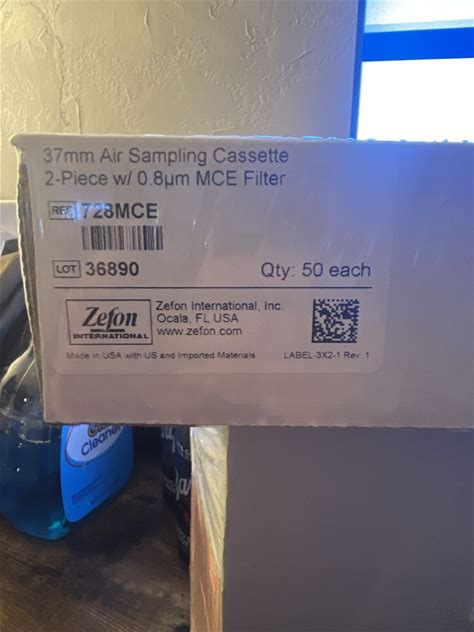 37mm Air Sampling Cassette
2-Piece w/ 0.8µm MCE Filter
REF 728MCE
LOT 36890
Qty: 50 each
Zefon
INTERNATIONAL
Zefon International, Inc.
Ocala, FL USA
www.zefon.com
Made in USA with US and Imported Materials
LABEL-3X2-1 Rev. 1
Cleaner